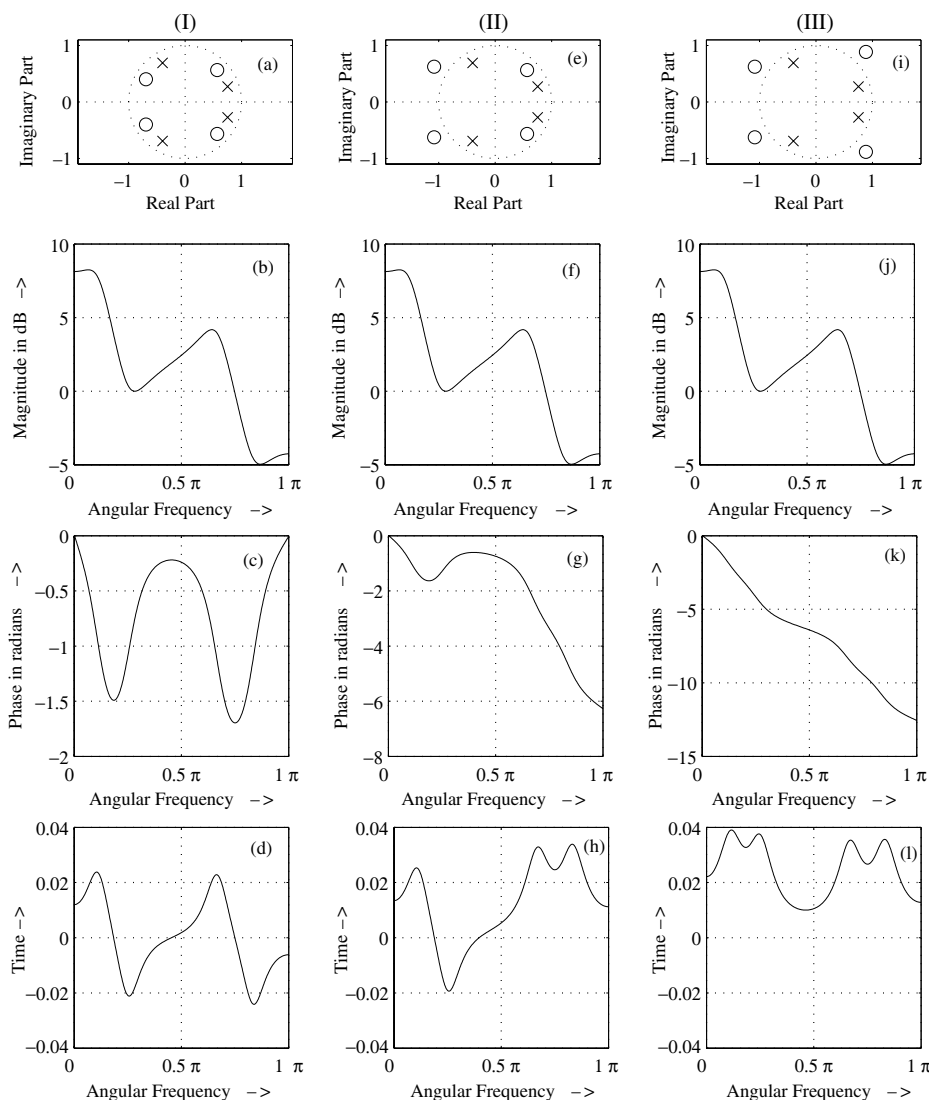 (I)
(II)
(III)
Imaginary Part
1
0
−1
(a)
−1 0 1
Real Part
Imaginary Part
1
0
−1
(e)
−1 0 1
Real Part
Imaginary Part
1
0
−1
(i)
−1 0 1
Real Part
Magnitude in dB −>
10
5
0
−5
(b)
0 0.5 π 1 π
Angular Frequency −>
Magnitude in dB −>
10
5
0
−5
(f)
0 0.5 π 1 π
Angular Frequency −>
Magnitude in dB −>
10
5
0
−5
(j)
0 0.5 π 1 π
Angular Frequency −>
Phase in radians −>
0
−0.5
−1
−1.5
−2
(c)
0 0.5 π 1 π
Angular Frequency −>
Phase in radians −>
0
−2
−4
−6
−8
(g)
0 0.5 π 1 π
Angular Frequency −>
Phase in radians −>
0
−5
−10
−15
(k)
0 0.5 π 1 π
Angular Frequency −>
Time −>
0.04
0.02
0
−0.02
−0.04
(d)
0 0.5 π 1 π
Angular Frequency −>
Time −>
0.04
0.02
0
−0.02
−0.04
(h)
0 0.5 π 1 π
Angular Frequency −>
Time −>
0.04
0.02
0
−0.02
−0.04
(l)
0 0.5 π 1 π
Angular Frequency −>